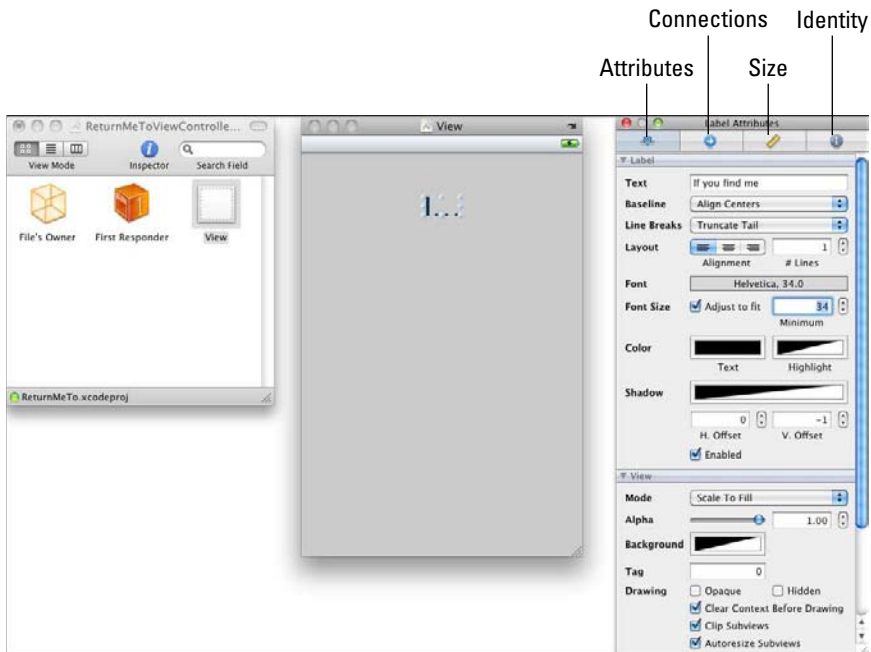 Connections Identity
Attributes Size
ReturnMeToViewControlle...
View Mode Inspector Search Field
File's Owner First Responder View
ReturnMeTo.xcodeproj
View
I...
Label Attributes
Label
Text If you find me
Baseline Align Centers
Line Breaks Truncate Tail
Layout 1
Alignment # Lines
Font Helvetica, 34.0
Font Size Adjust to fit 34
Minimum
Color
Text Highlight
Shadow
0 -1
H. Offset V. Offset
Enabled
View
Mode Scale To Fill
Alpha 1.00
Background
Tag 0
Drawing Opaque Hidden
Clear Context Before Drawing
Clip Subviews
Autoresize Subviews